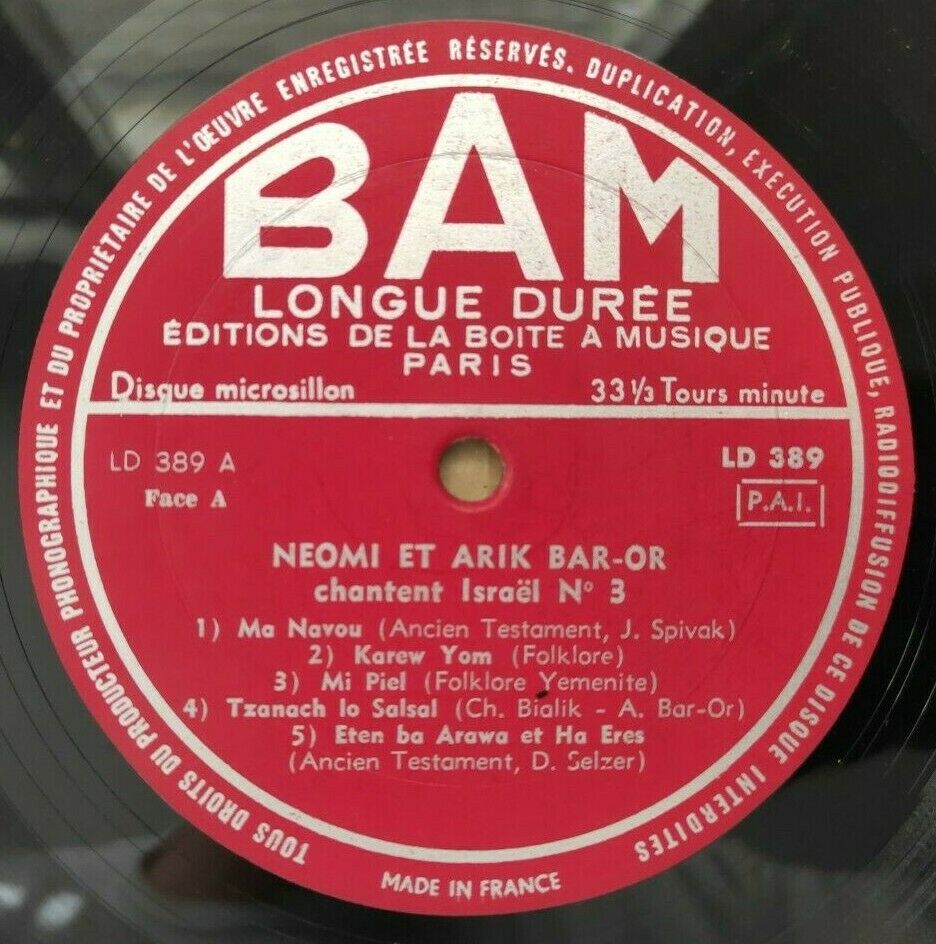 TOUS DROITS DU PRODUCTEUR PHONOGRAPHIQUE ET DU PROPRIÉTAIRE DE L'ŒUVRE ENREGISTRÉE RÉSERVÉS. DUPLICATION, EXECUTION PUBLIQUE, RADIODIFFUSION DE CE DISQUE INTERDITES
BAM
LONGUE DURÉE
ÉDITIONS DE LA BOITE A MUSIQUE
PARIS
Disque microsillon 33 1/3 Tours minute
LD 389 A LD 389
Face A P.A.I.
NEOMI ET ARIK BAR-OR
chantent Israël Nº 3
1) Ma Navou (Ancien Testament, J. Spivak)
2) Karew Yom (Folklore)
3) Mi Piel (Folklore Yemenite)
4) Tzanach lo Salsal (Ch. Bialik - A. Bar-Or)
5) Eten ba Arawa et Ha Eres
(Ancien Testament, D. Selzer)
MADE IN FRANCE